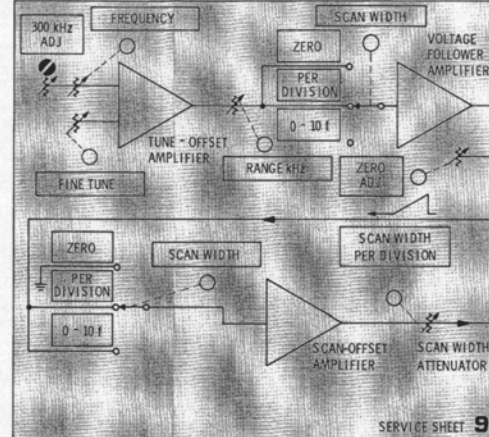 300 kHz
ADJ
FREQUENCY
SCAN WIDTH
ZERO
PER
DIVISION
0 - 10 f
VOLTAGE
FOLLOWER
AMPLIFIER
TUNE - OFFSET
AMPLIFIER
FINE TUNE
RANGE kHz
ZERO
ADJ
SCAN WIDTH
PER DIVISION
ZERO
PER
DIVISION
0 - 10 f
SCAN WIDTH
SCAN-OFFSET
AMPLIFIER
SCAN WIDTH
ATTENUATOR
SERVICE SHEET 9